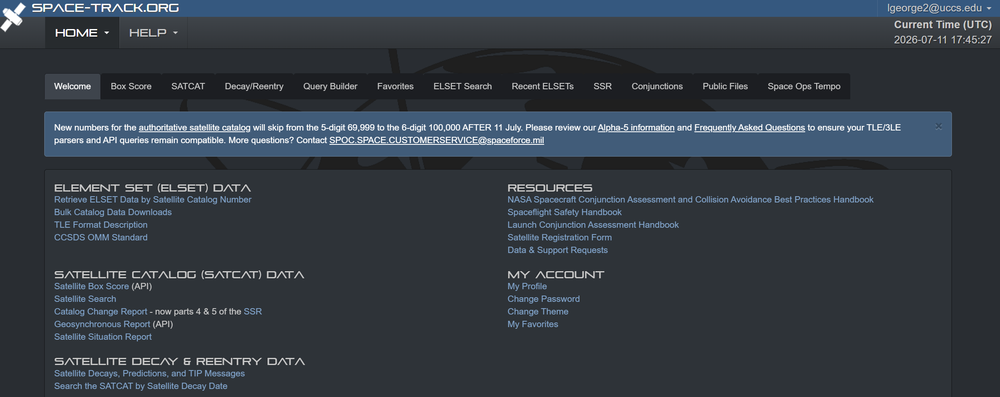 SPACE-TRACK.ORG
lgeorge2@uccs.edu
HOME
HELP
Current Time (UTC)
2026-07-11 17:45:27
Welcome
Box Score
SATCAT
Decay/Reentry
Query Builder
Favorites
ELSET Search
Recent ELSETs
SSR
Conjunctions
Public Files
Space Ops Tempo
New numbers for the authoritative satellite catalog will skip from the 5-digit 69,999 to the 6-digit 100,000 AFTER 11 July. Please review our Alpha-5 information and Frequently Asked Questions to ensure your TLE/3LE
parsers and API queries remain compatible. More questions? Contact SPOC.SPACE.CUSTOMERSERVICE@spaceforce.mil
ELEMENT SET (ELSET) DATA
Retrieve ELSET Data by Satellite Catalog Number
Bulk Catalog Data Downloads
TLE Format Description
CCSDS OMM Standard
RESOURCES
NASA Spacecraft Conjunction Assessment and Collision Avoidance Best Practices Handbook
Spaceflight Safety Handbook
Launch Conjunction Assessment Handbook
Satellite Registration Form
Data & Support Requests
SATELLITE CATALOG (SATCAT) DATA
Satellite Box Score (API)
Satellite Search
Catalog Change Report - now parts 4 & 5 of the SSR
Geosynchronous Report (API)
Satellite Situation Report
MY ACCOUNT
My Profile
Change Password
Change Theme
My Favorites
SATELLITE DECAY & REENTRY DATA
Satellite Decays, Predictions, and TIP Messages
Search the SATCAT by Satellite Decay Date